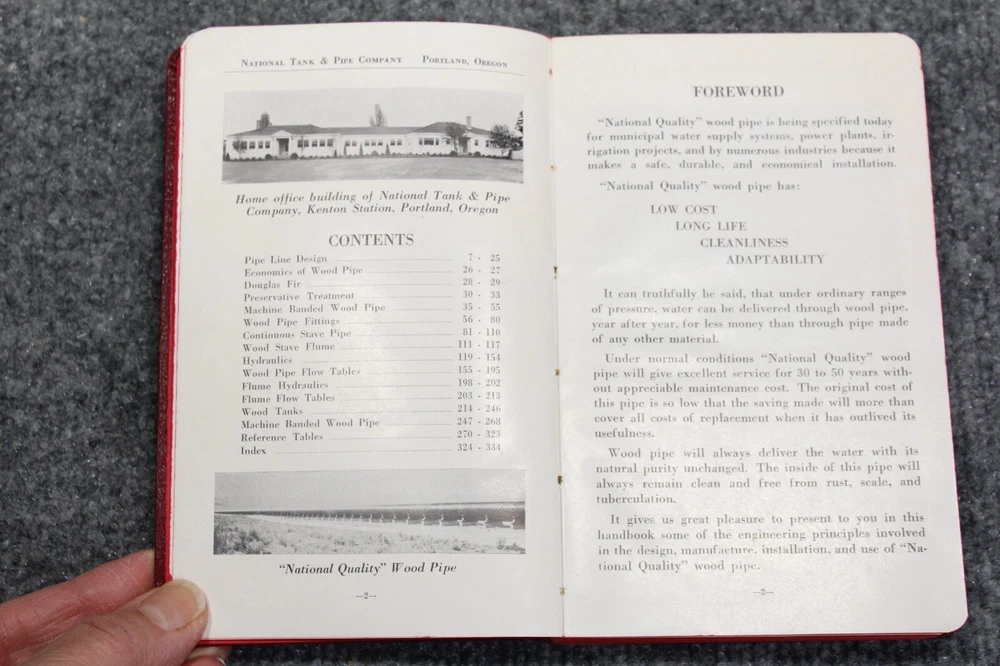 NATIONAL TANK & PIPE COMPANY PORTLAND, OREGON
Home office building of National Tank & Pipe
Company, Kenton Station, Portland, Oregon
CONTENTS
Pipe Line Design 7 - 25
Economics of Wood Pipe 26 - 27
Douglas Fir 28 - 29
Preservative Treatment 30 - 33
Machine Banded Wood Pipe 35 - 55
Wood Pipe Fittings 56 - 80
Continuous Stave Pipe 81 - 110
Wood Stave Flume 111 - 117
Hydraulics 119 - 154
Wood Pipe Flow Tables 155 - 195
Flume Hydraulics 198 - 202
Flume Flow Tables 203 - 213
Wood Tanks 214 - 246
Machine Banded Wood Pipe 247 - 268
Reference Tables 270 - 323
Index 324 - 334
"National Quality" Wood Pipe
—2—
FOREWORD
"National Quality" wood pipe is being specified today
for municipal water supply systems, power plants, ir-
rigation projects, and by numerous industries because it
makes a safe, durable, and economical installation.
"National Quality" wood pipe has:
LOW COST
LONG LIFE
CLEANLINESS
ADAPTABILITY
It can truthfully be said, that under ordinary ranges
of pressure, water can be delivered through wood pipe,
year after year, for less money than through pipe made
of any other material.
Under normal conditions "National Quality" wood
pipe will give excellent service for 30 to 50 years with-
out appreciable maintenance cost. The original cost of
this pipe is so low that the saving made will more than
cover all costs of replacement when it has outlived its
usefulness.
Wood pipe will always deliver the water with its
natural purity unchanged. The inside of this pipe will
always remain clean and free from rust, scale, and
tuberculation.
It gives us great pleasure to present to you in this
handbook some of the engineering principles involved
in the design, manufacture, installation, and use of "Na-
tional Quality" wood pipe.
—3—